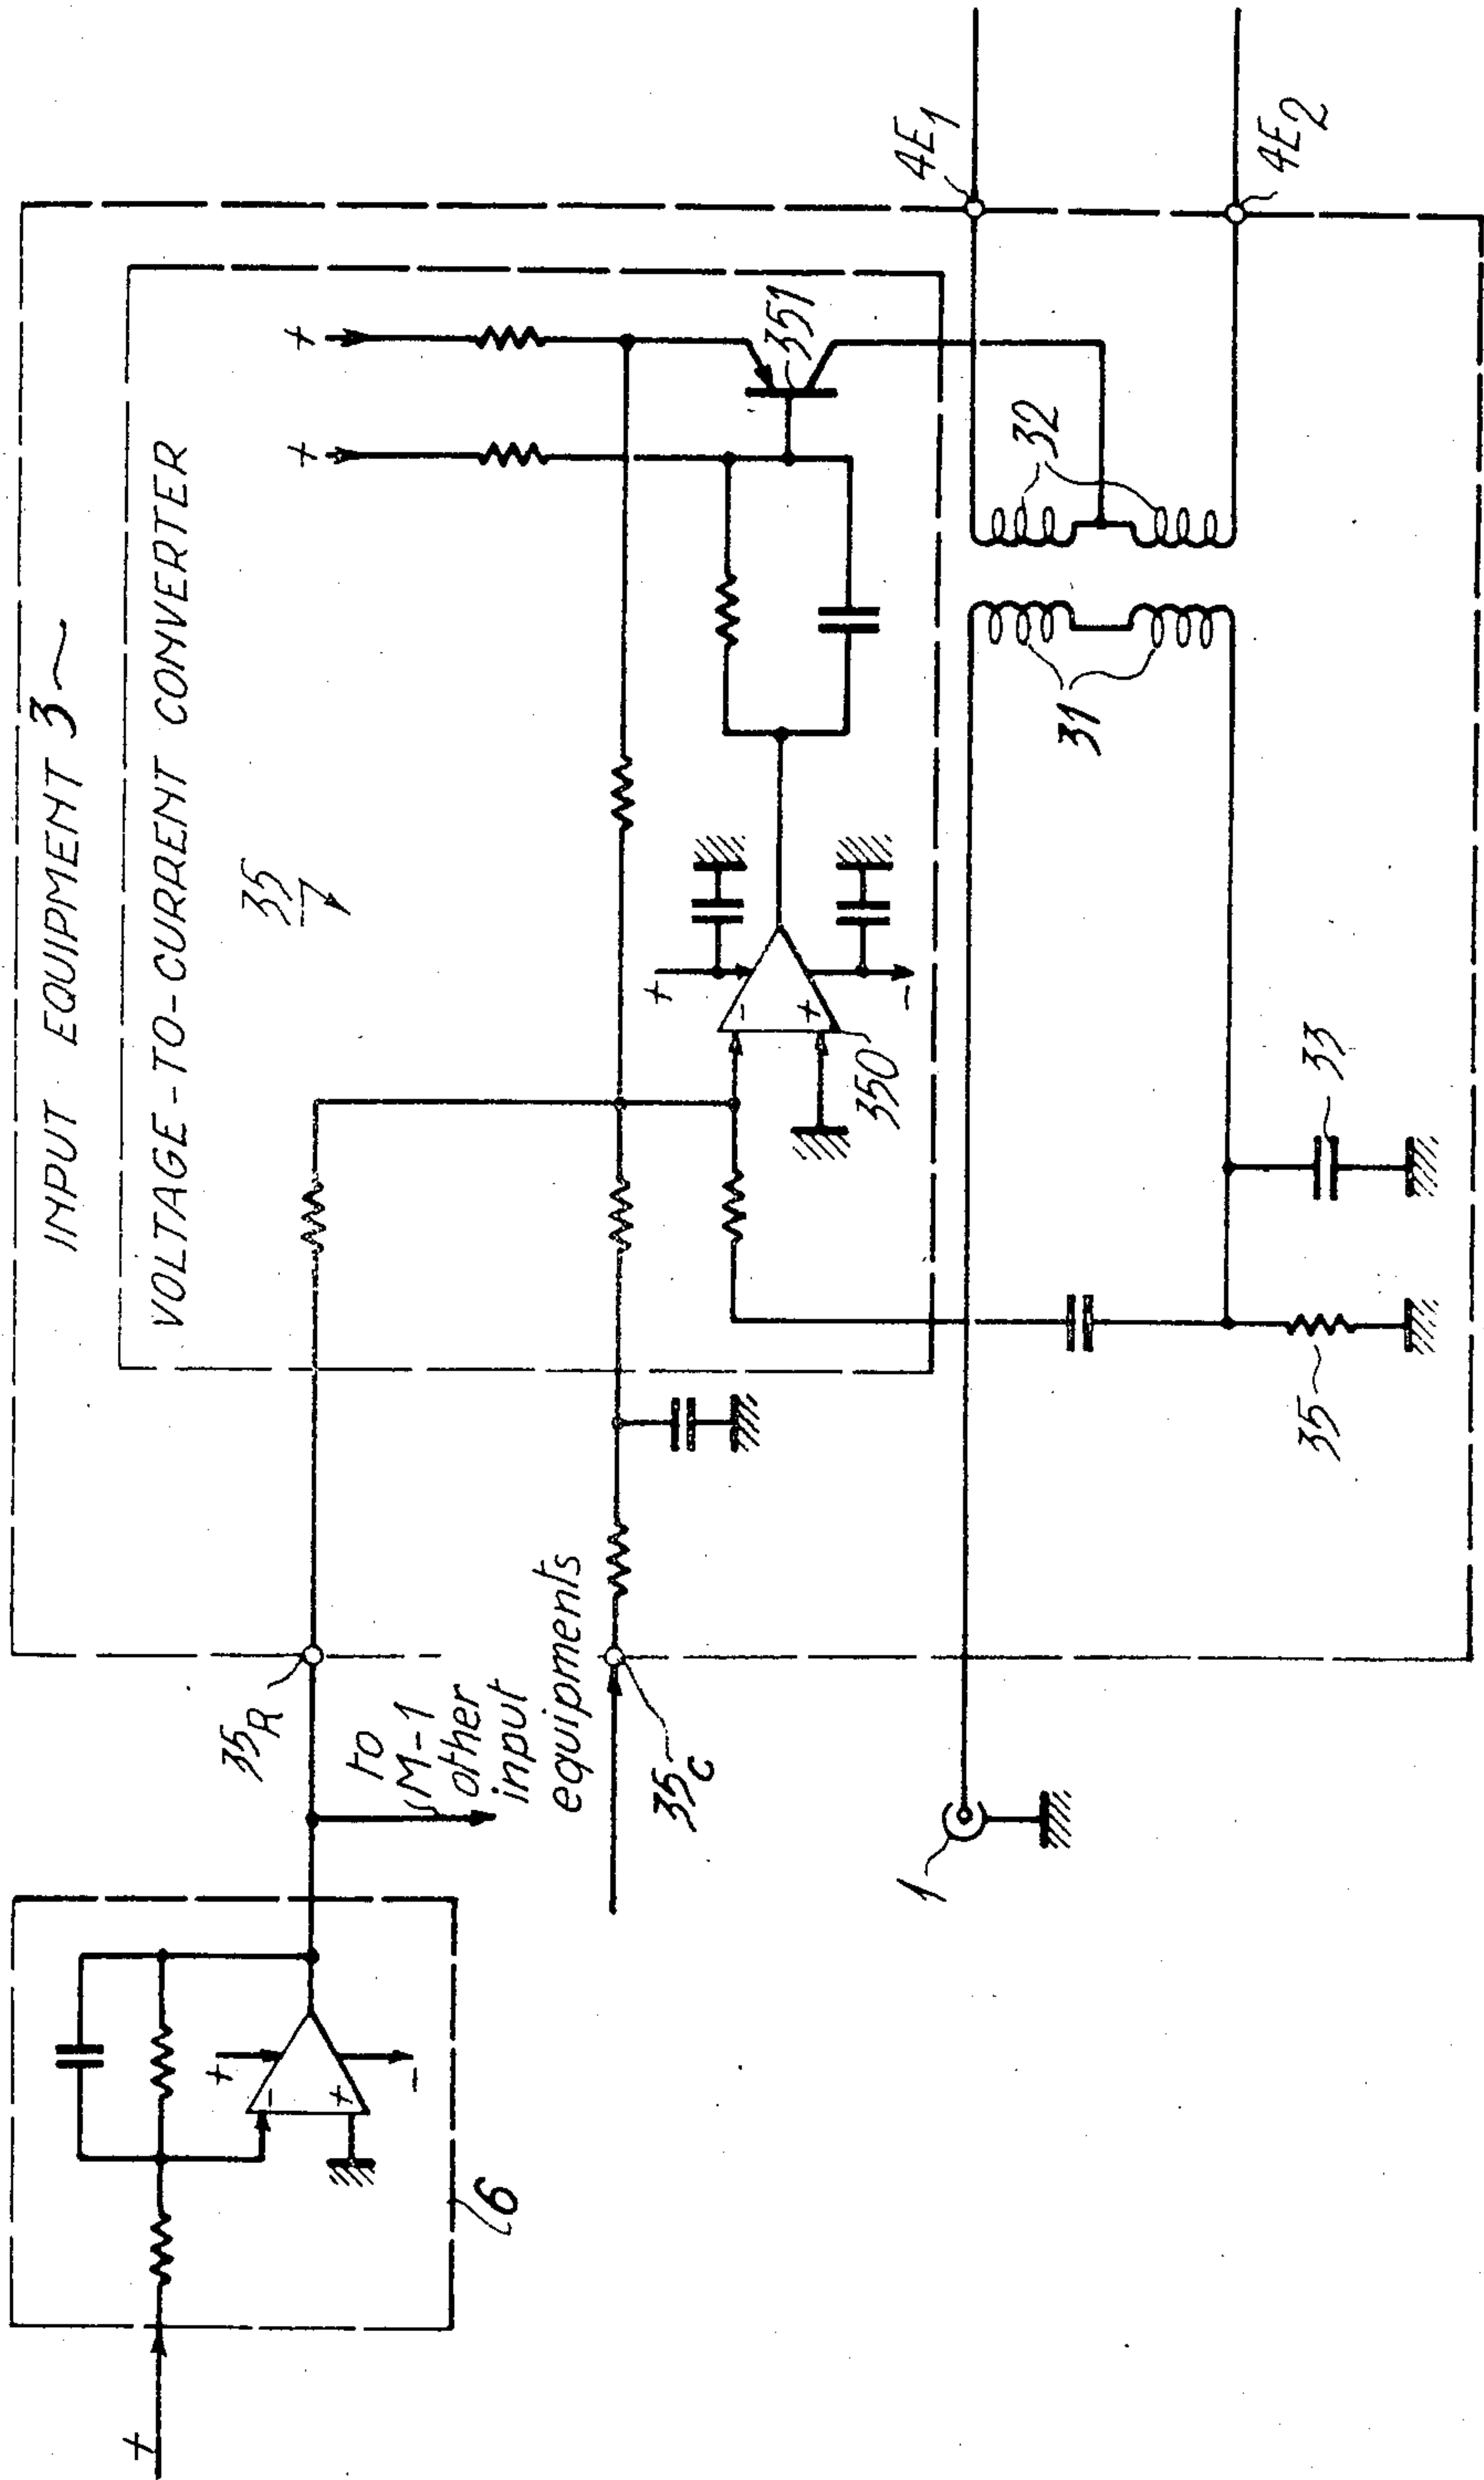 INPUT EQUIPMENT 3
VOLTAGE-TO-CURRENT CONVERTER
35
+
+
351
4E1
4E2
32
31
+
-
+
-
350
33
35
35R
to
M-1
other
input
equipments
35c
1
+
-
+
-
6
+